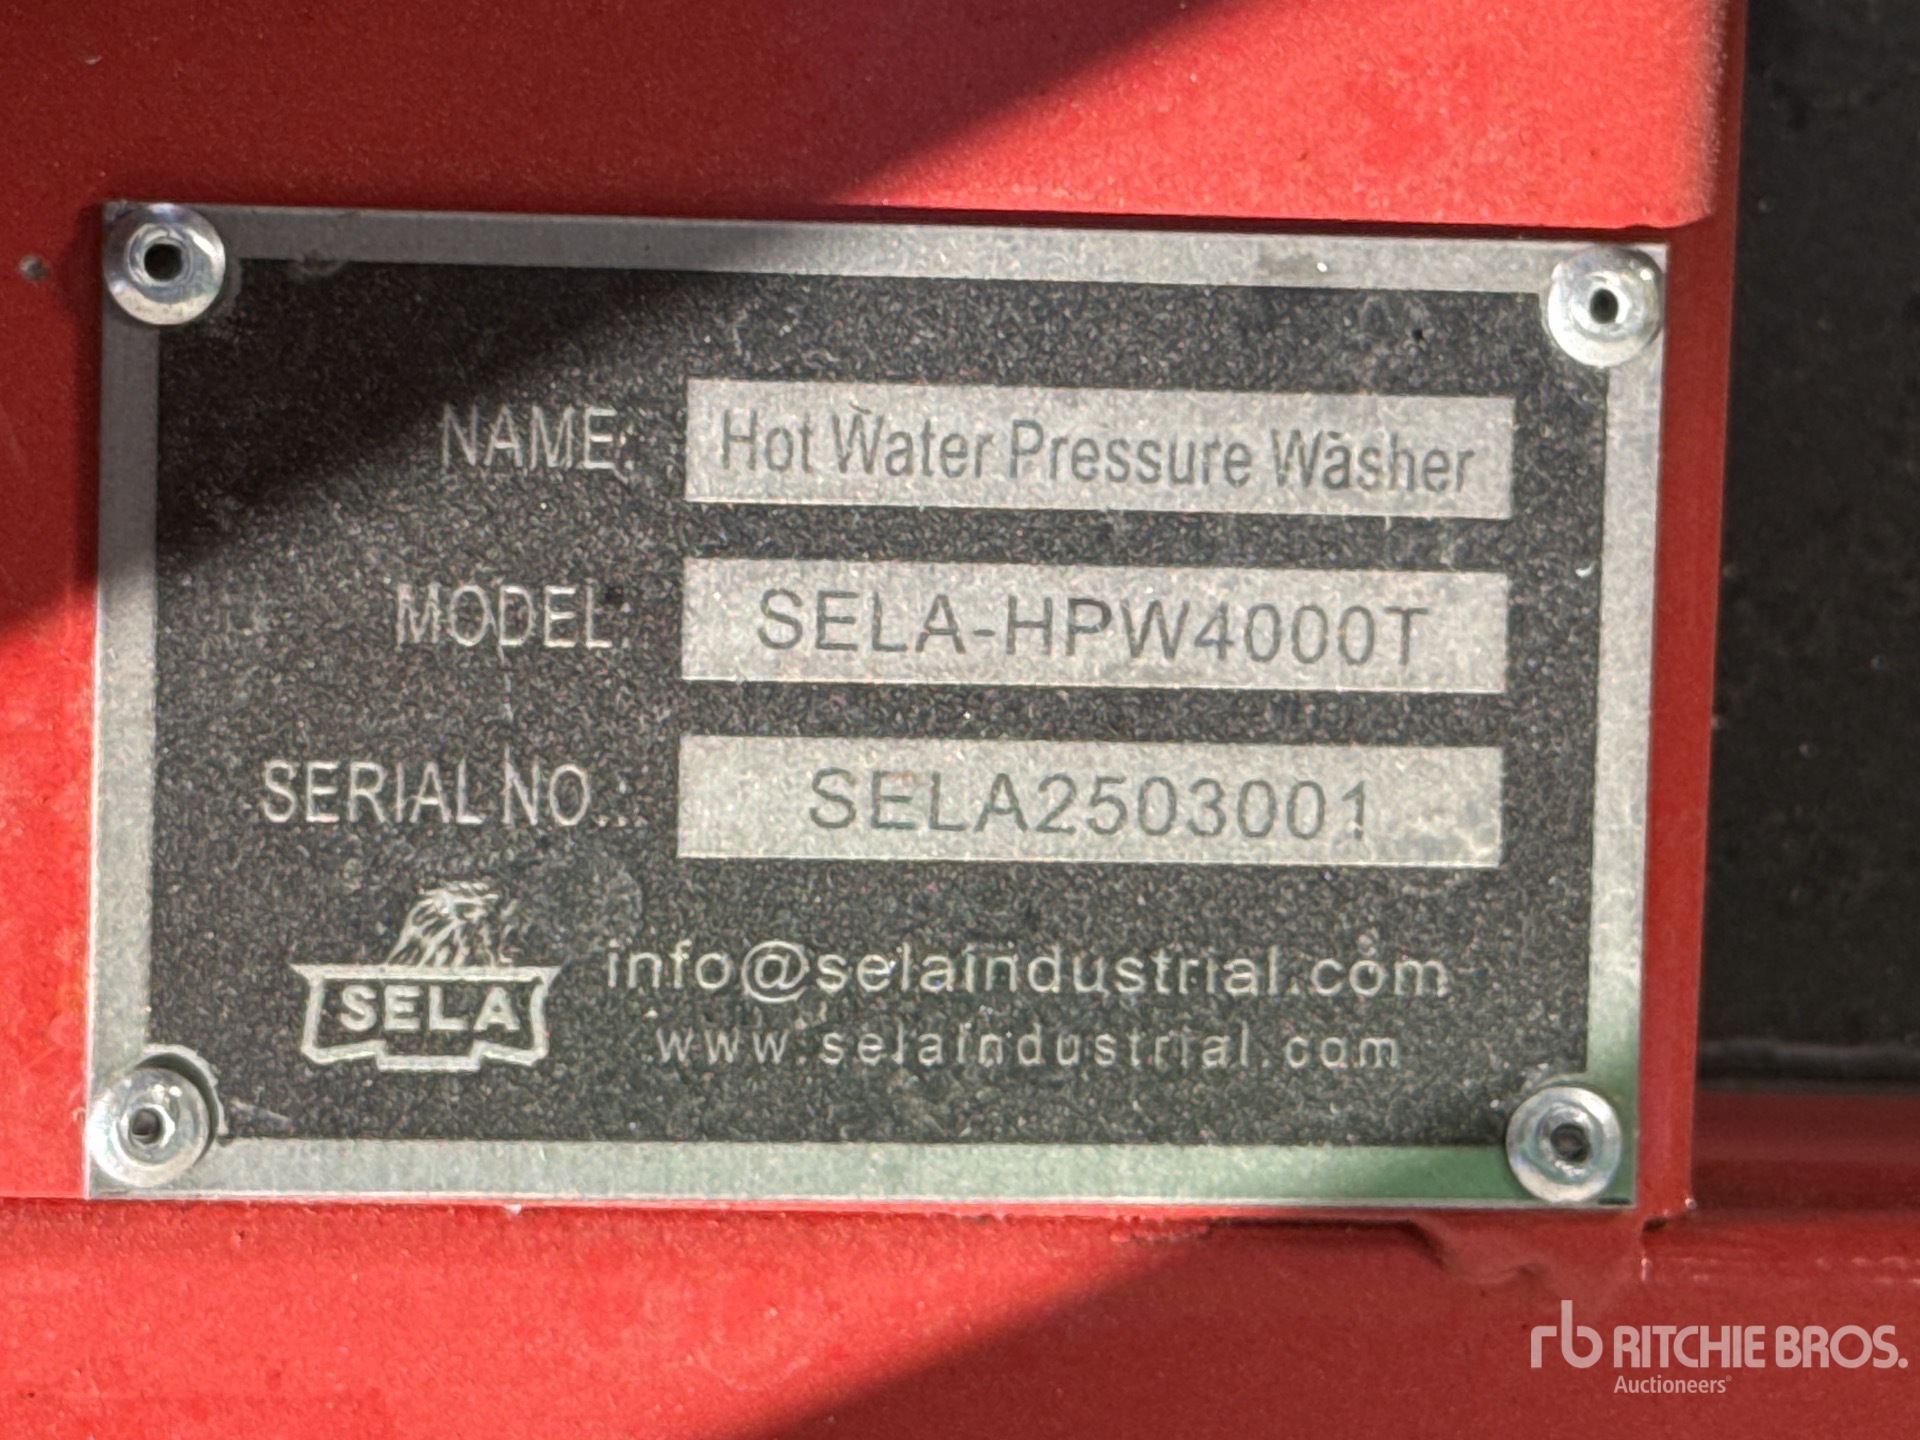 NAME: Hot Water Pressure Washer
MODEL: SELA-HPW4000T
SERIAL NO.: SELA2503001
SELA
info@selaindustrial.com
www.selaindustrial.com
rb RITCHIE BROS.
Auctioneers